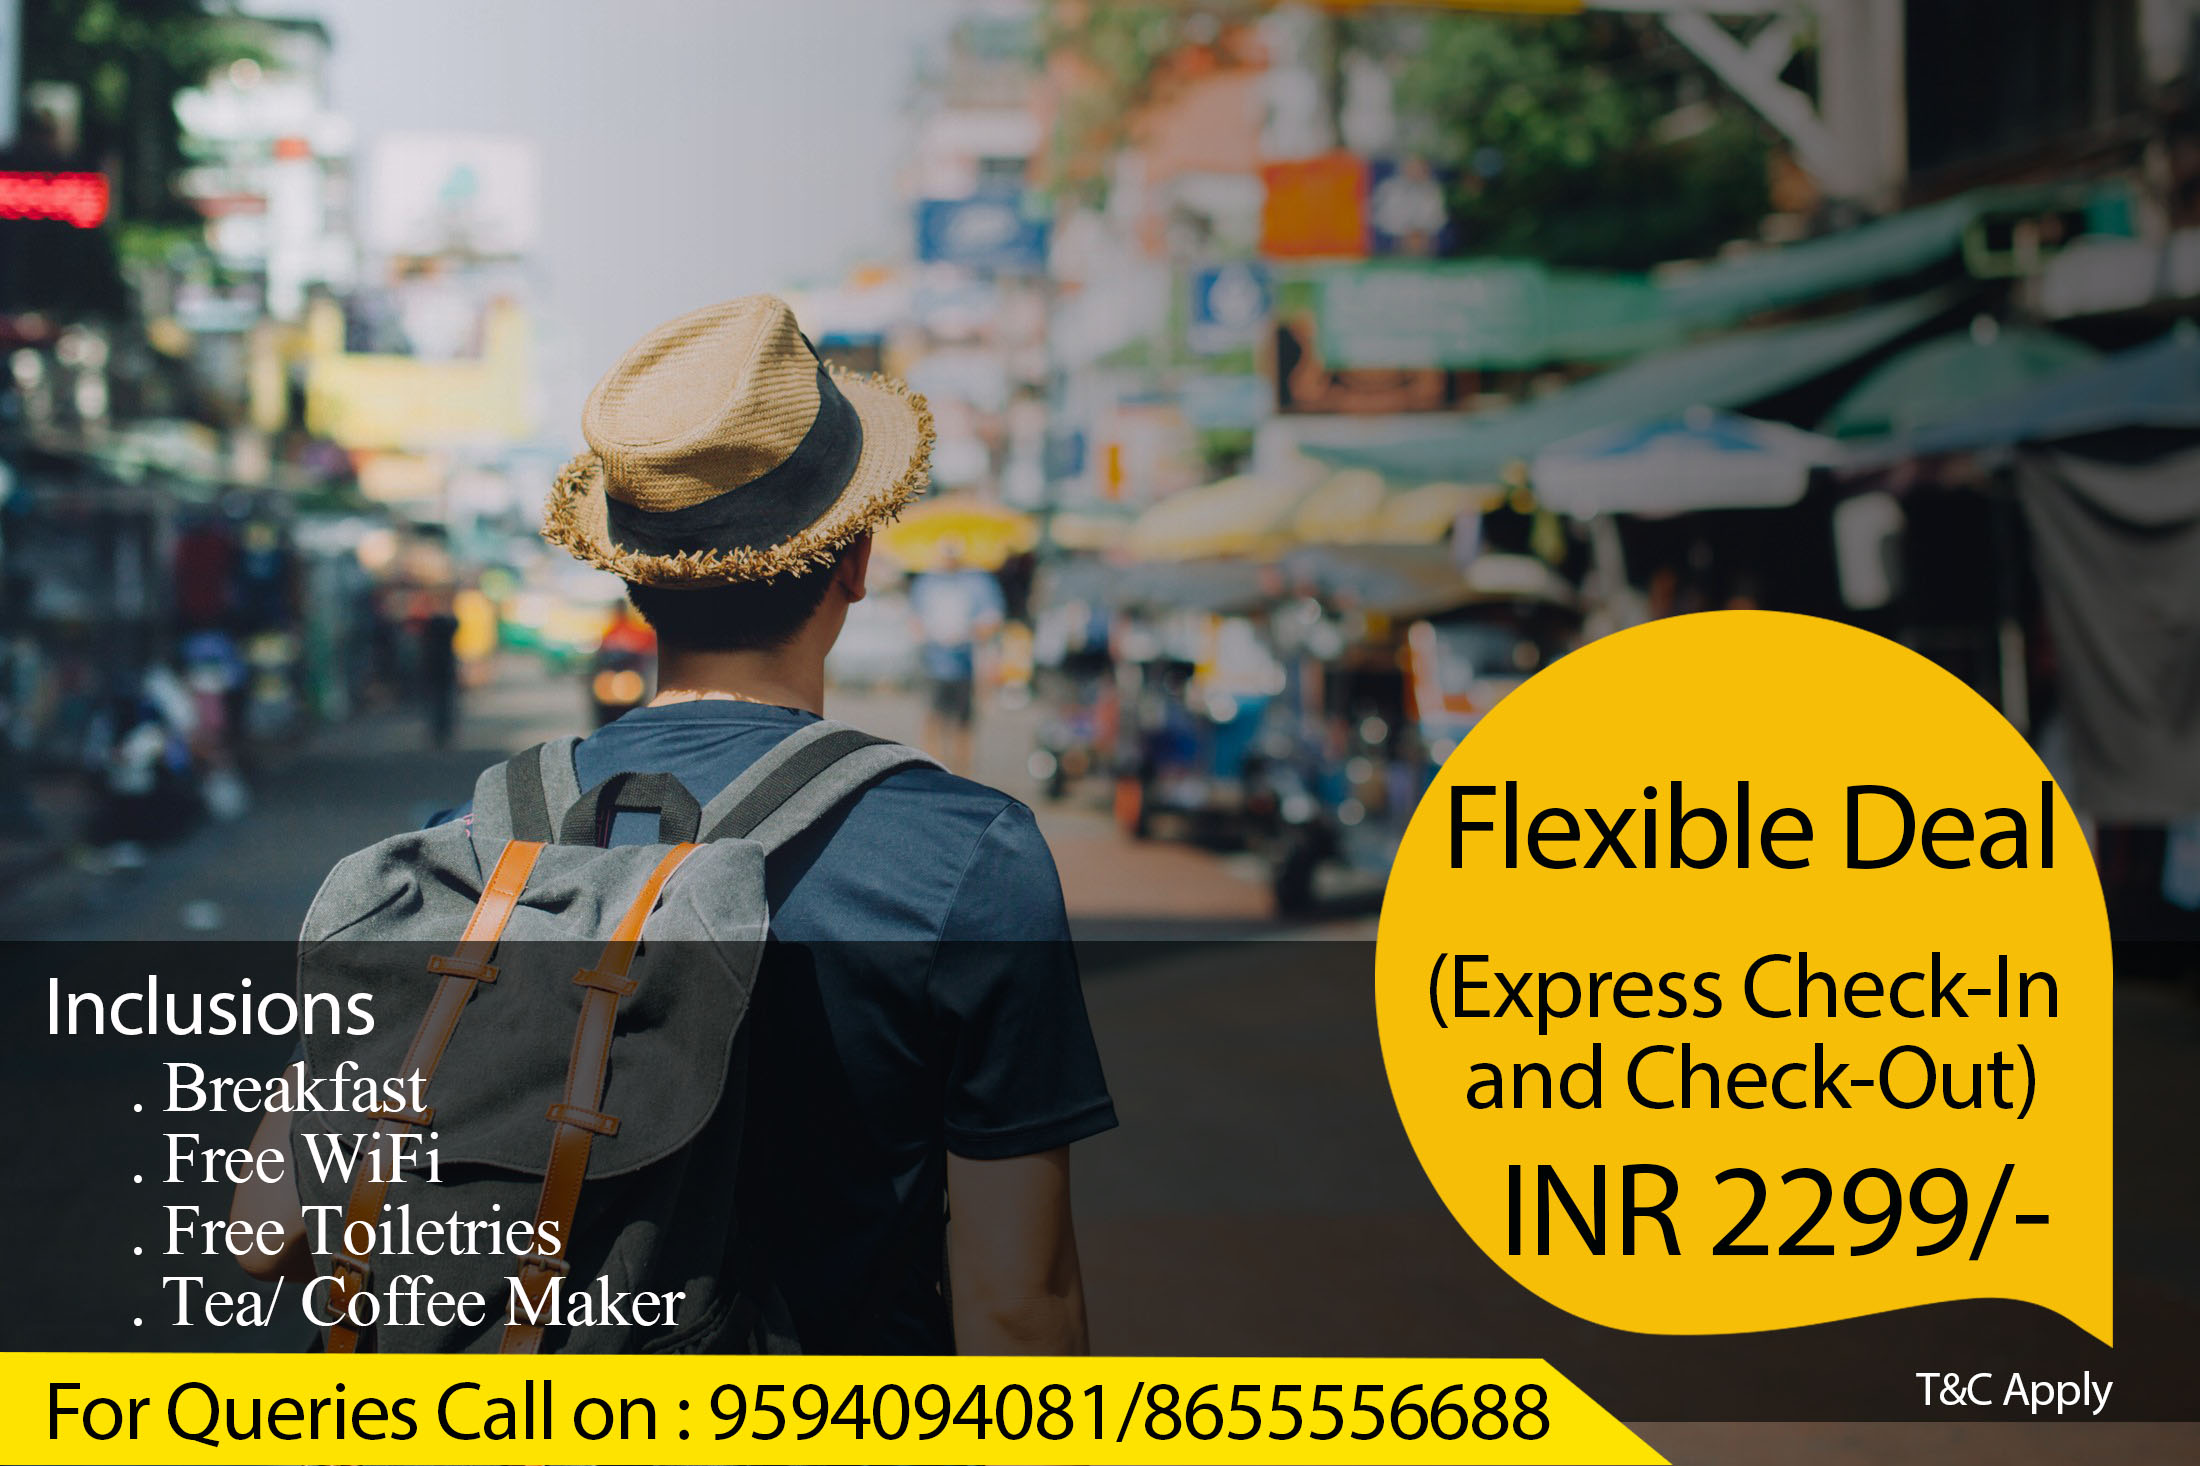 Flexible Deal
(Express Check-In
and Check-Out)
INR 2299/-
Inclusions
. Breakfast
. Free WiFi
. Free Toiletries
. Tea/ Coffee Maker
For Queries Call on : 9594094081/8655556688
T&C Apply